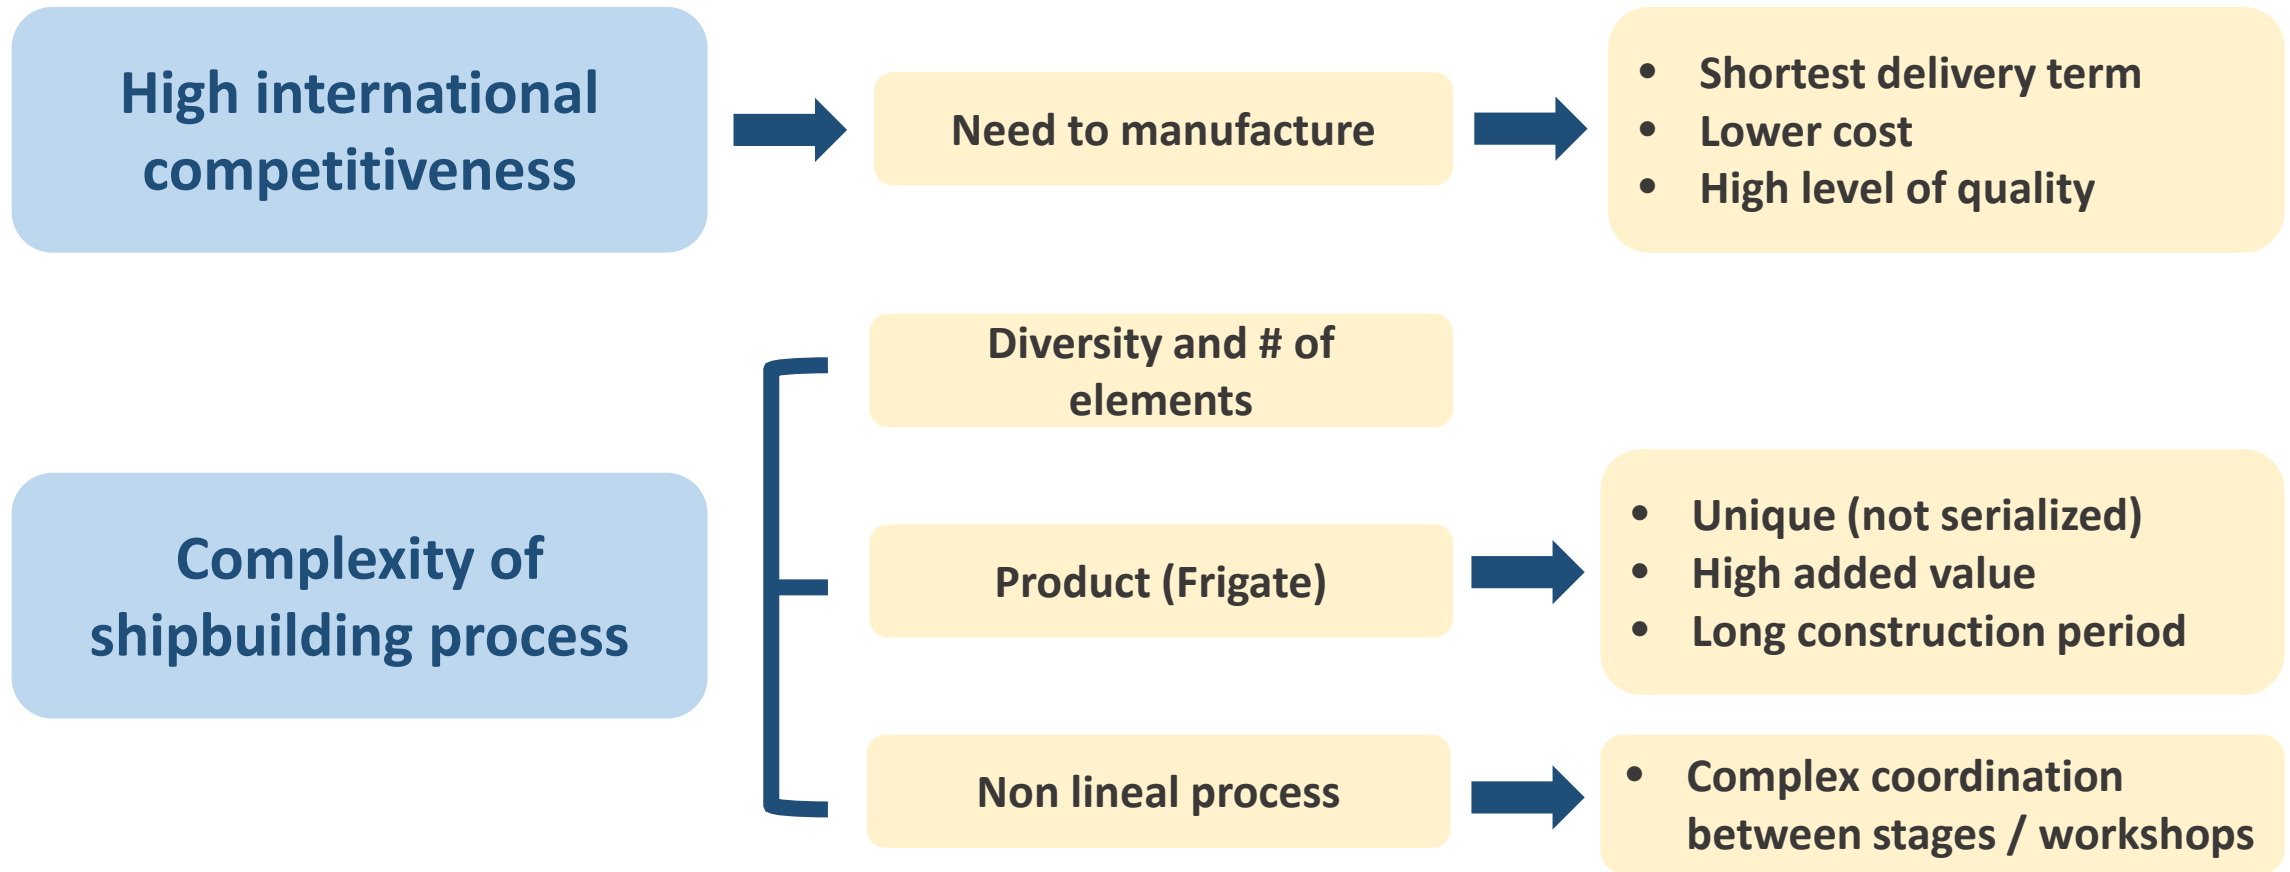 High international
competitiveness
Need to manufacture
• Shortest delivery term
• Lower cost
• High level of quality
Complexity of
shipbuilding process
Diversity and # of
elements
Product (Frigate)
• Unique (not serialized)
• High added value
• Long construction period
Non lineal process
• Complex coordination
between stages / workshops